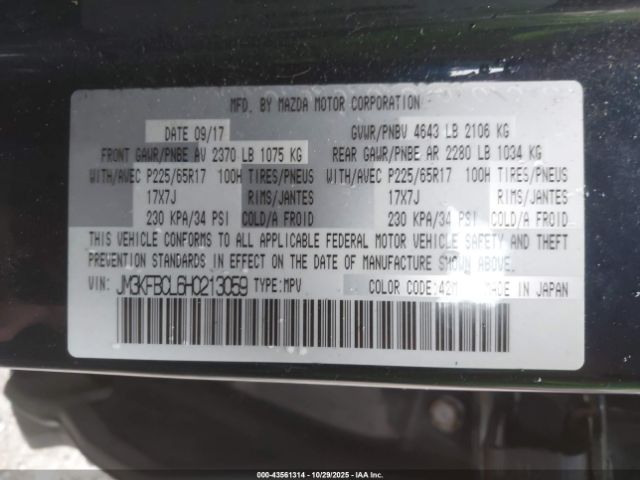 MFD. BY MAZDA MOTOR CORPORATION
DATE 09/17 GVWR/PNBV 4643 LB 2106 KG
FRONT GAWR/PNBE AV 2370 LB 1075 KG REAR GAWR/PNBE AR 2280 LB 1034 KG
WITH/AVEC P225/65R17 100H TIRES/PNEUS WITH/AVEC P225/65R17 100H TIRES/PNEUS
17X7J RIMS/JANTES 17X7J RIMS/JANTES
230 KPA/34 PSI COLD/A FROID 230 KPA/34 PSI COLD/A FROID
THIS VEHICLE CONFORMS TO ALL APPLICABLE FEDERAL MOTOR VEHICLE SAFETY AND THEFT
PREVENTION STANDARDS IN EFFECT ON THE DATE OF MANUFACTURE SHOWN ABOVE.
VIN: JM3KFBCL6H0213059 TYPE:MPV COLOR CODE:42M MADE IN JAPAN
000-43561314 - 10/29/2025 - COPART, INC.